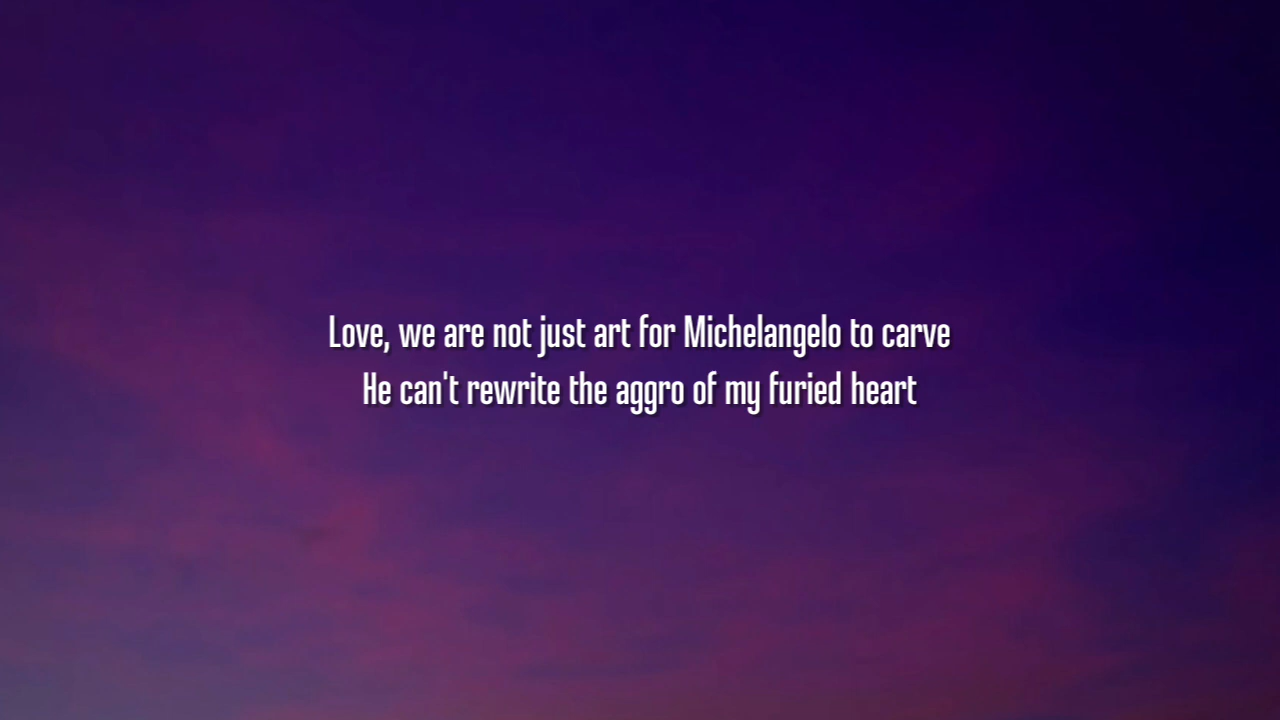 Love, we are not just art for Michelangelo to carve
He can't rewrite the aggro of my furied heart